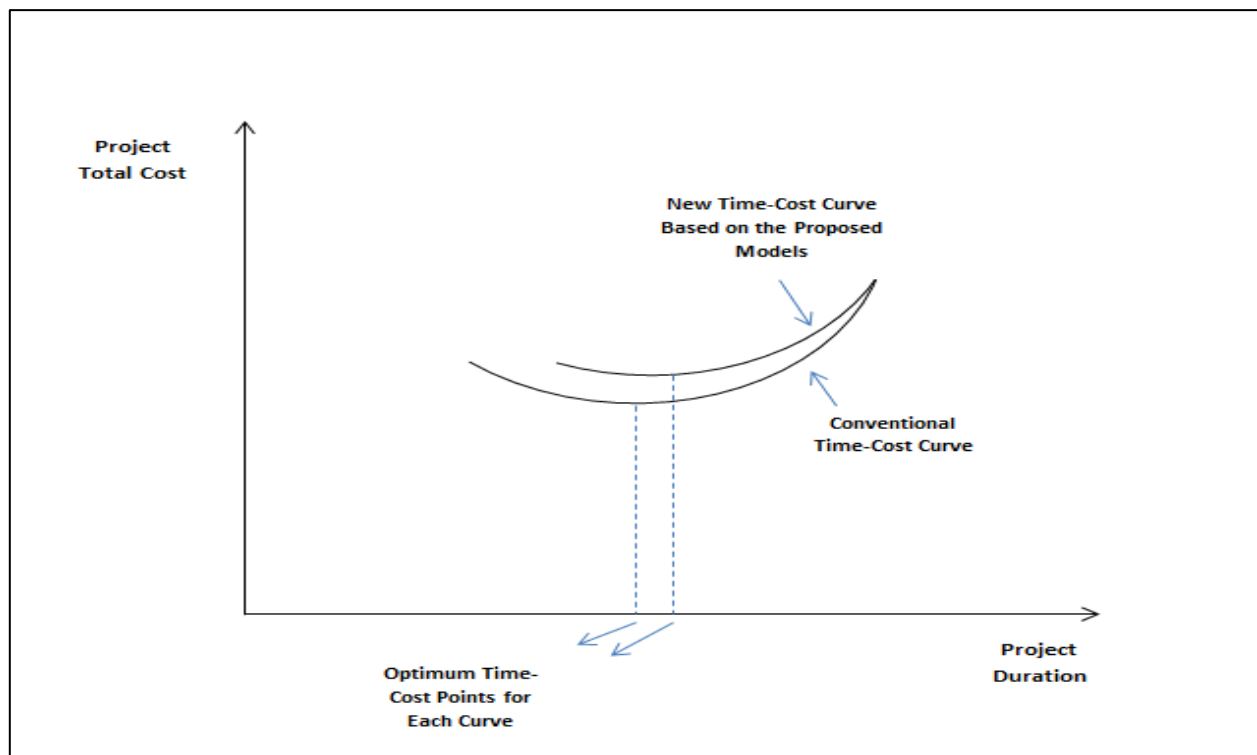 Project
Total Cost
New Time-Cost Curve
Based on the Proposed
Models
Conventional
Time-Cost Curve
Project
Duration
Optimum Time-
Cost Points for
Each Curve